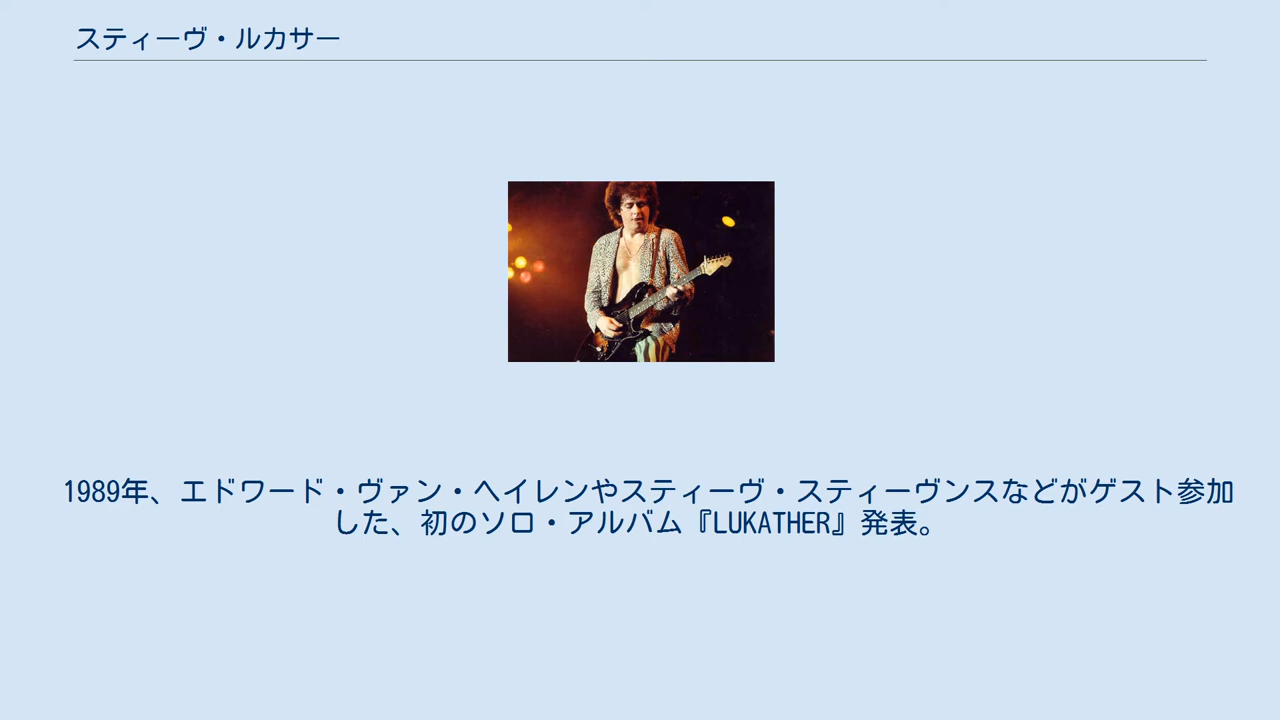 スティーヴ・ルカサー
1989年、エドワード・ヴァン・ヘイレンやスティーヴ・スティーヴンスなどがゲスト参加
した、初のソロ・アルバム『LUKATHER』発表。